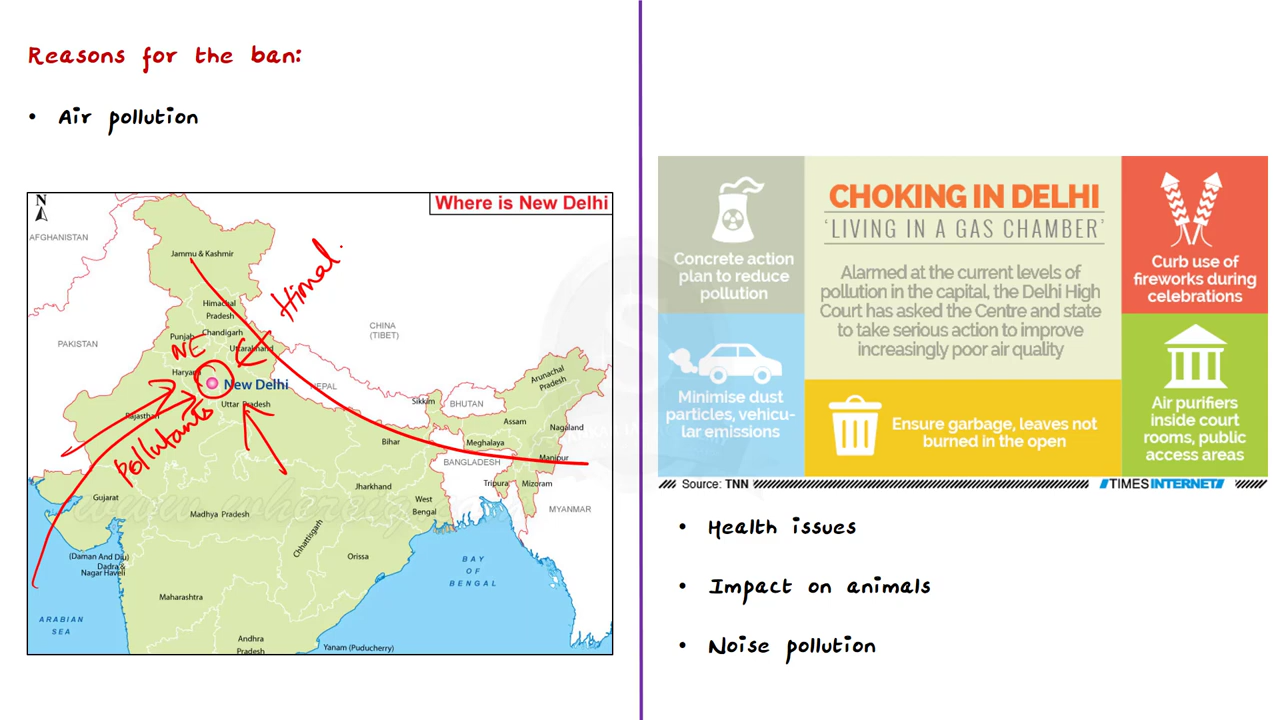 Reasons for the ban:
• Air pollution
N
Where is New Delhi
AFGHANISTAN
Jammu & Kashmir
Himal.
Himachal
Pradesh
CHINA
(TIBET)
Punjab
Chandigarh
PAKISTAN
NE
Uttarakhand
Haryana
New Delhi
NEPAL
Rajasthan
Uttar Pradesh
Pollutants
Sikkim
BHUTAN
Arunachal
Pradesh
Assam
Nagaland
Bihar
Meghalaya
Manipur
BANGLADESH
Tripura
Mizoram
Gujarat
Jharkhand
West
Bengal
MYANMAR
Madhya Pradesh
Chhattisgarh
(Daman And Diu)
Dadra &
Nagar Haveli
Orissa
BAY
OF
BENGAL
Maharashtra
ARABIAN
SEA
Andhra
Pradesh
Yanam (Puducherry)
Concrete action
plan to reduce
pollution
CHOKING IN DELHI
'LIVING IN A GAS CHAMBER'
Alarmed at the current levels of
pollution in the capital, the Delhi High
Court has asked the Centre and state
to take serious action to improve
increasingly poor air quality
Curb use of
fireworks during
celebrations
Minimise dust
particles, vehicu-
lar emissions
Ensure garbage, leaves not
burned in the open
Air purifiers
inside court
rooms, public
access areas
Source: TNN
TIMES INTERNET
• Health issues
• Impact on animals
• Noise pollution